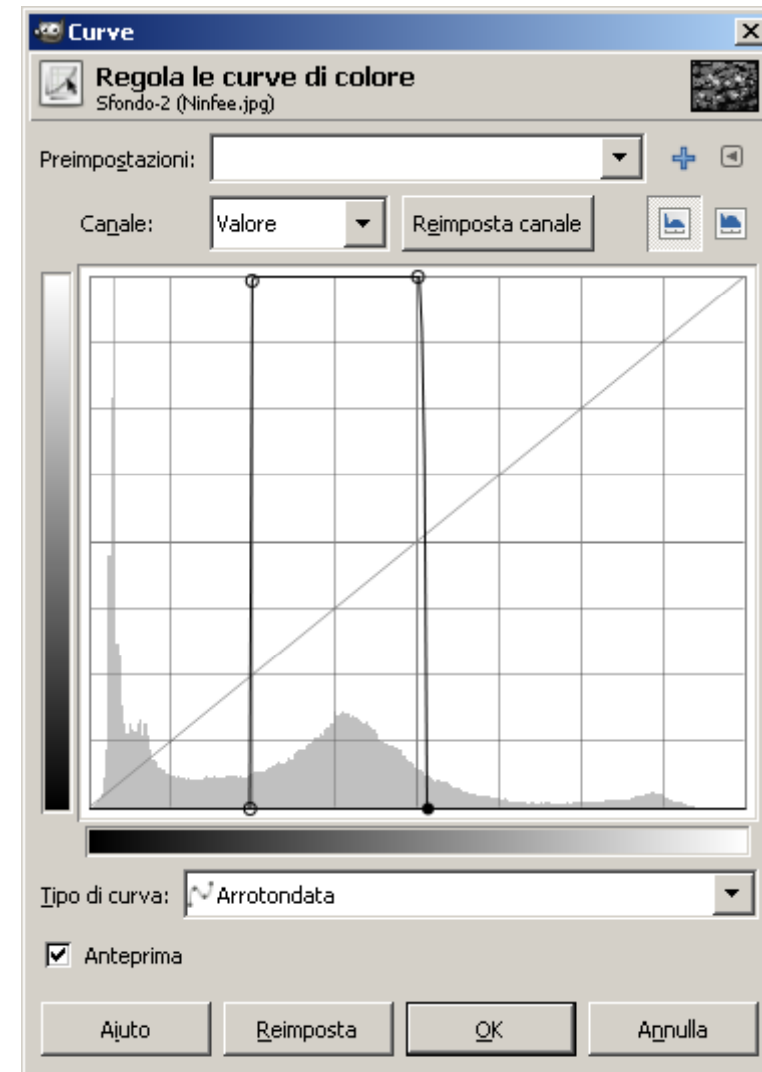 Curve
Regola le curve di colore
Sfondo-2 (Ninfee.jpg)
Preimpostazioni:
Canale: Valore Reimposta canale
Tipo di curva: Arrotondata
Anteprima
Aiuto Reimposta OK Annulla